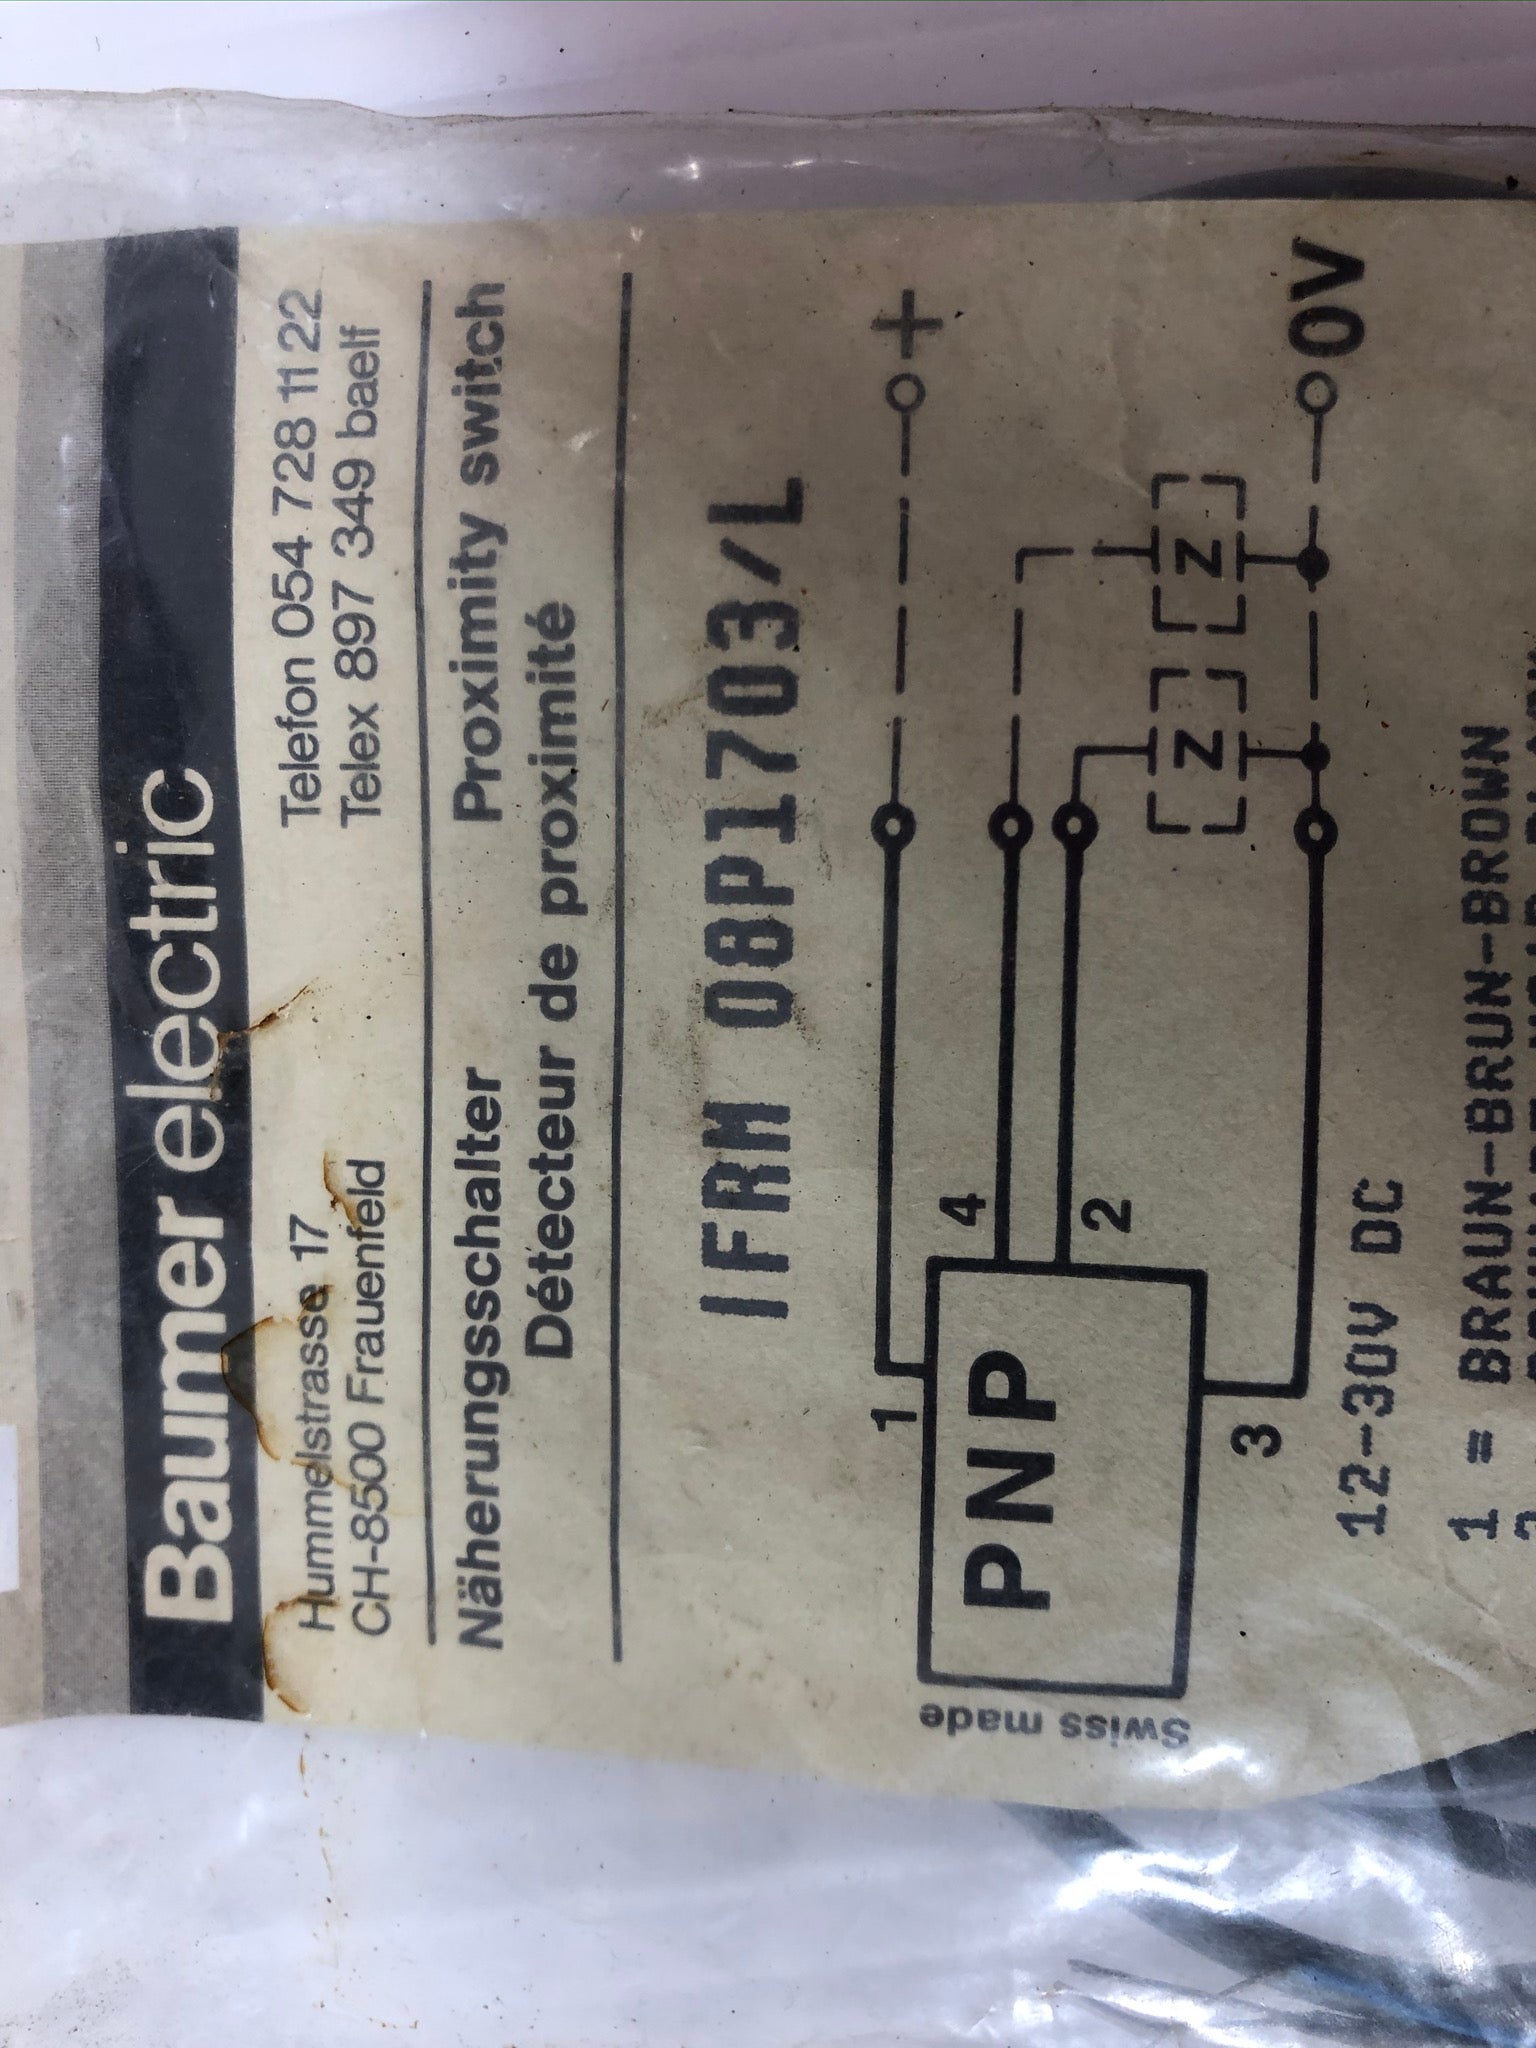 Baumer electric
Hummelstrasse 17 Telefon 054 728 11 22
CH-8500 Frauenfeld Telex 897 349 baelf
Näherungsschalter Proximity switch
Détecteur de proximité
IFRM 08P1703/L
Swiss made
PNP
1
4
2
3
+
Z
Z
0V
12-30V DC
1 = BRAUN-BRUN-BROWN